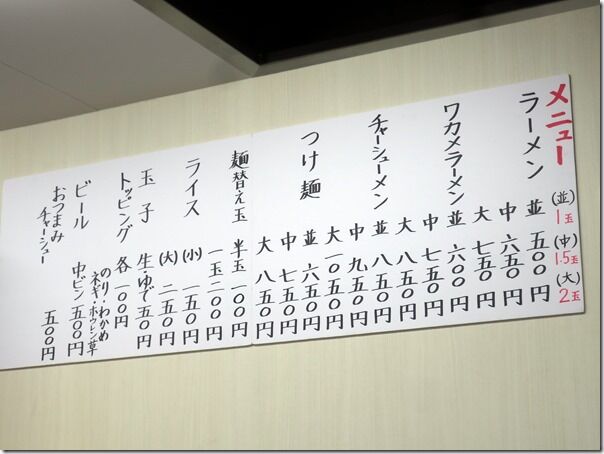 メニュー (並)1玉 (中)1.5玉 (大)2玉
ラーメン 並 五〇〇円
中 六五〇円
大 七五〇円
ワカメラーメン 並 六〇〇円
中 七五〇円
大 八五〇円
チャーシューメン 並 八五〇円
中 九五〇円
大 一〇五〇円
つけ麺 並 六五〇円
中 七五〇円
大 八五〇円
麺替え玉 半玉 一〇〇円
一玉 二〇〇円
ライス (小) 一五〇円
(大) 二五〇円
玉子 生・ゆで 五〇円
トッピング 各 一〇〇円
のり・わかめ
ネギ・ホウレン草
ビール 中ビン 五〇〇円
おつまみ
チャーシュー 五〇〇円